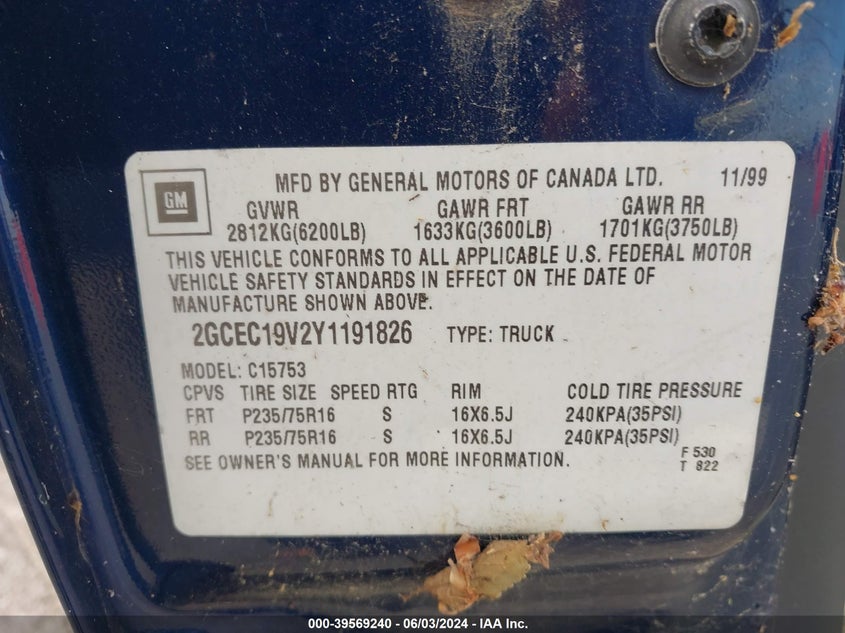 GM
MFD BY GENERAL MOTORS OF CANADA LTD. 11/99
GVWR GAWR FRT GAWR RR
2812KG(6200LB) 1633KG(3600LB) 1701KG(3750LB)
THIS VEHICLE CONFORMS TO ALL APPLICABLE U.S. FEDERAL MOTOR
VEHICLE SAFETY STANDARDS IN EFFECT ON THE DATE OF
MANUFACTURE SHOWN ABOVE.
2GCEC19V2Y1191826 TYPE: TRUCK
MODEL: C15753
CPVS TIRE SIZE SPEED RTG RIM COLD TIRE PRESSURE
FRT P235/75R16 S 16X6.5J 240KPA(35PSI)
RR P235/75R16 S 16X6.5J 240KPA(35PSI)
SEE OWNER'S MANUAL FOR MORE INFORMATION. F 530
T 822
000-39569240 - 06/03/2024 - IAA Inc.